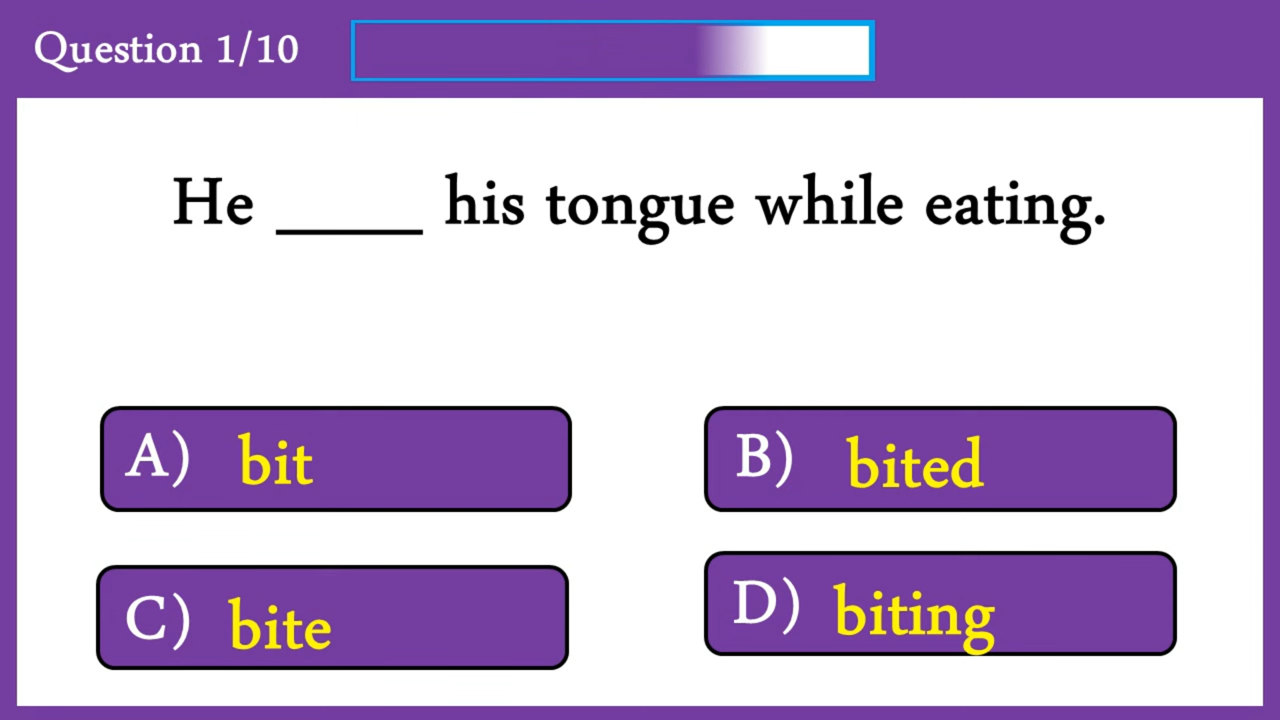 Question 1/10
He _____ his tongue while eating.
A) bit
B) bited
C) bite
D) biting